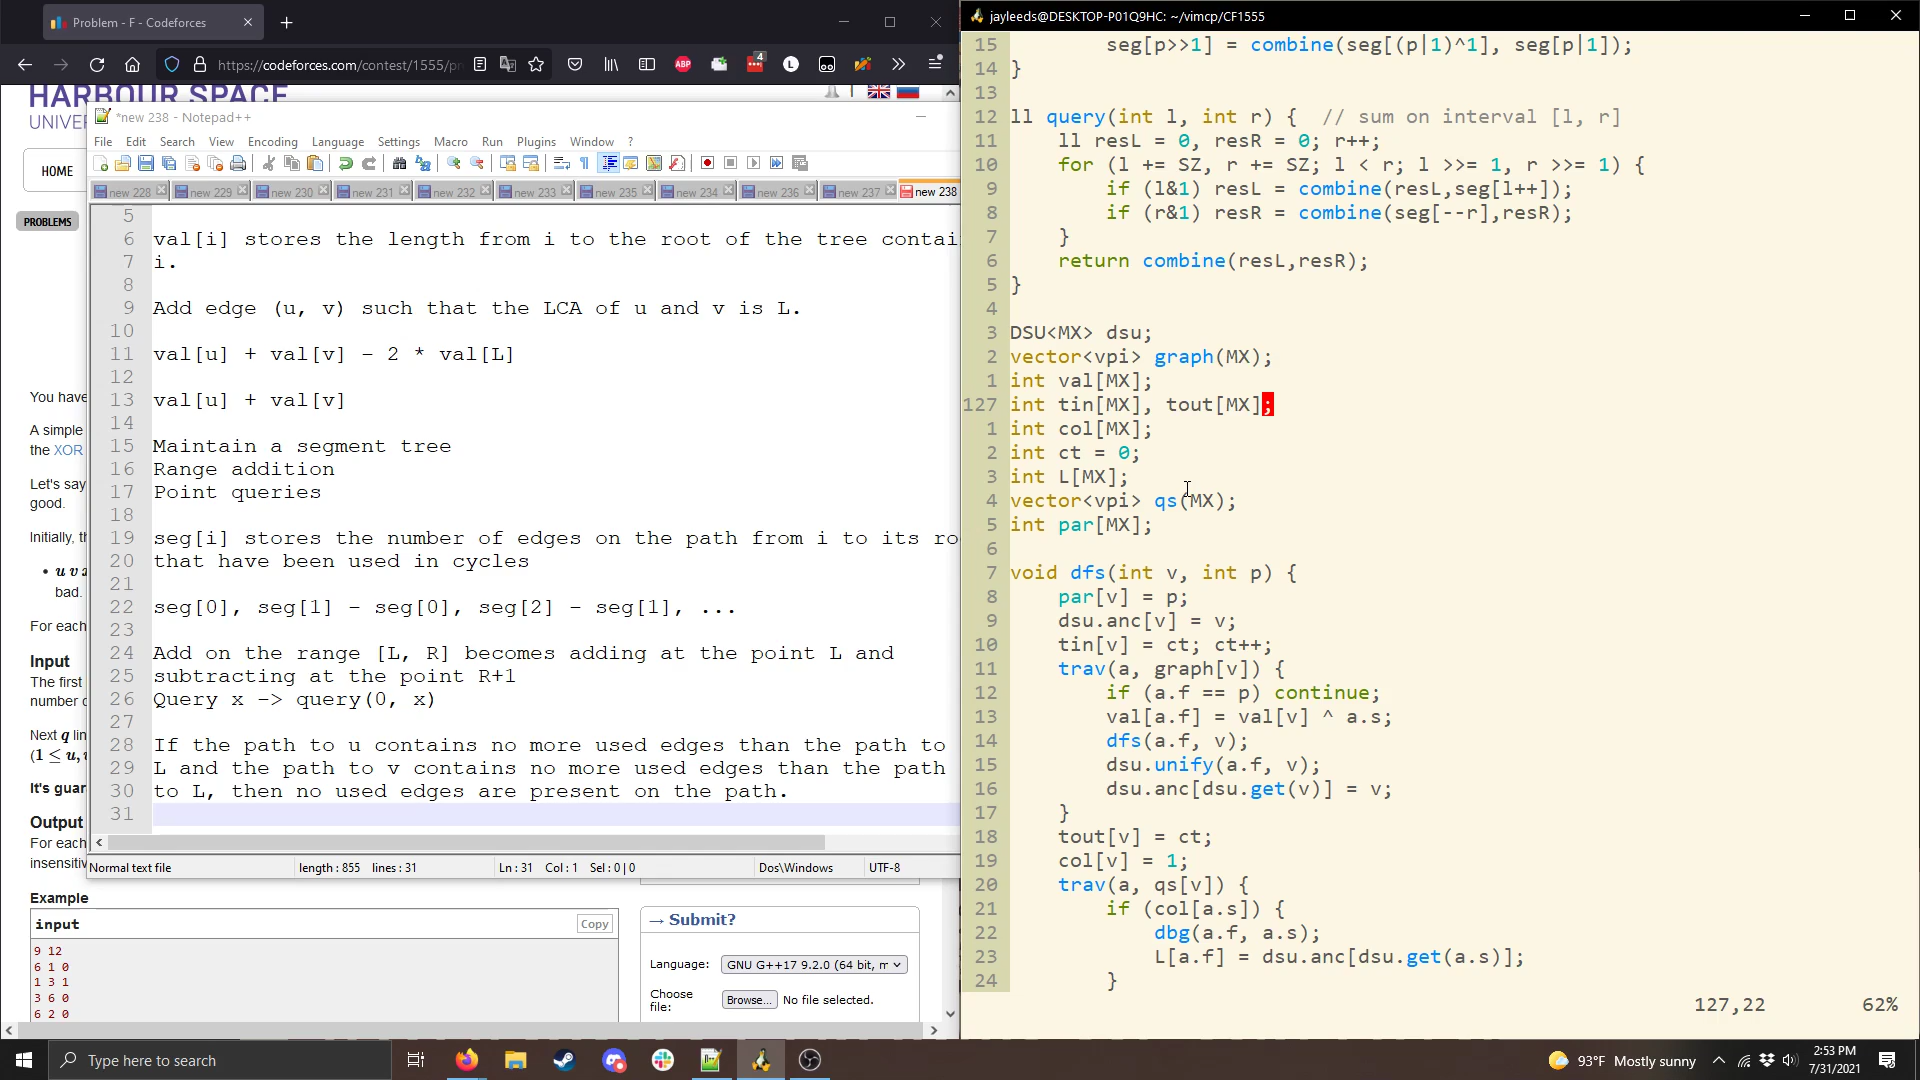 Problem - F - Codeforces
https://codeforces.com/contest/1555/pr
ABP
4
L
HARBOUR SPACE
UNIVE
HOME
PROBLEMS
You have
A simple
the XOR
Let's say
good.
Initially, th
• u v x
bad.
For each
Input
The first
number o
Next q lin
(1 ≤ u, v
It's guar
Output
For each
insensitiv
Example
input
Copy
9 12
6 1 0
1 3 1
3 6 0
6 2 0
→ Submit?
Language: GNU G++17 9.2.0 (64 bit, m
Choose file: Browse... No file selected.
*new 238 - Notepad++
File Edit Search View Encoding Language Settings Macro Run Plugins Window ?
new 228 new 229 new 230 new 231 new 232 new 233 new 235 new 234 new 236 new 237 new 238
5
6 val[i] stores the length from i to the root of the tree contai
7 i.
8
9 Add edge (u, v) such that the LCA of u and v is L.
10
11 val[u] + val[v] - 2 * val[L]
12
13 val[u] + val[v]
14
15 Maintain a segment tree
16 Range addition
17 Point queries
18
19 seg[i] stores the number of edges on the path from i to its ro
20 that have been used in cycles
21
22 seg[0], seg[1] - seg[0], seg[2] - seg[1], ...
23
24 Add on the range [L, R] becomes adding at the point L and
25 subtracting at the point R+1
26 Query x -> query(0, x)
27
28 If the path to u contains no more used edges than the path to
29 L and the path to v contains no more used edges than the path
30 to L, then no used edges are present on the path.
31
Normal text file length : 855 lines : 31 Ln : 31 Col : 1 Sel : 0 | 0 Dos\Windows UTF-8
jayleeds@DESKTOP-P01Q9HC: ~/vimcp/CF1555
15 seg[p>>1] = combine(seg[(p|1)^1], seg[p|1]);
14 }
13
12 ll query(int l, int r) { // sum on interval [l, r]
11 ll resL = 0, resR = 0; r++;
10 for (l += SZ, r += SZ; l < r; l >>= 1, r >>= 1) {
9 if (l&1) resL = combine(resL,seg[l++]);
8 if (r&1) resR = combine(seg[--r],resR);
7 }
6 return combine(resL,resR);
5 }
4
3 DSU<MX> dsu;
2 vector<vpi> graph(MX);
1 int val[MX];
127 int tin[MX], tout[MX];
1 int col[MX];
2 int ct = 0;
3 int L[MX];
4 vector<vpi> qs(MX);
5 int par[MX];
6
7 void dfs(int v, int p) {
8 par[v] = p;
9 dsu.anc[v] = v;
10 tin[v] = ct; ct++;
11 trav(a, graph[v]) {
12 if (a.f == p) continue;
13 val[a.f] = val[v] ^ a.s;
14 dfs(a.f, v);
15 dsu.unify(a.f, v);
16 dsu.anc[dsu.get(v)] = v;
17 }
18 tout[v] = ct;
19 col[v] = 1;
20 trav(a, qs[v]) {
21 if (col[a.s]) {
22 dbg(a.f, a.s);
23 L[a.f] = dsu.anc[dsu.get(a.s)];
24 }
127,22 62%
Type here to search
93°F Mostly sunny
2:53 PM
7/31/2021